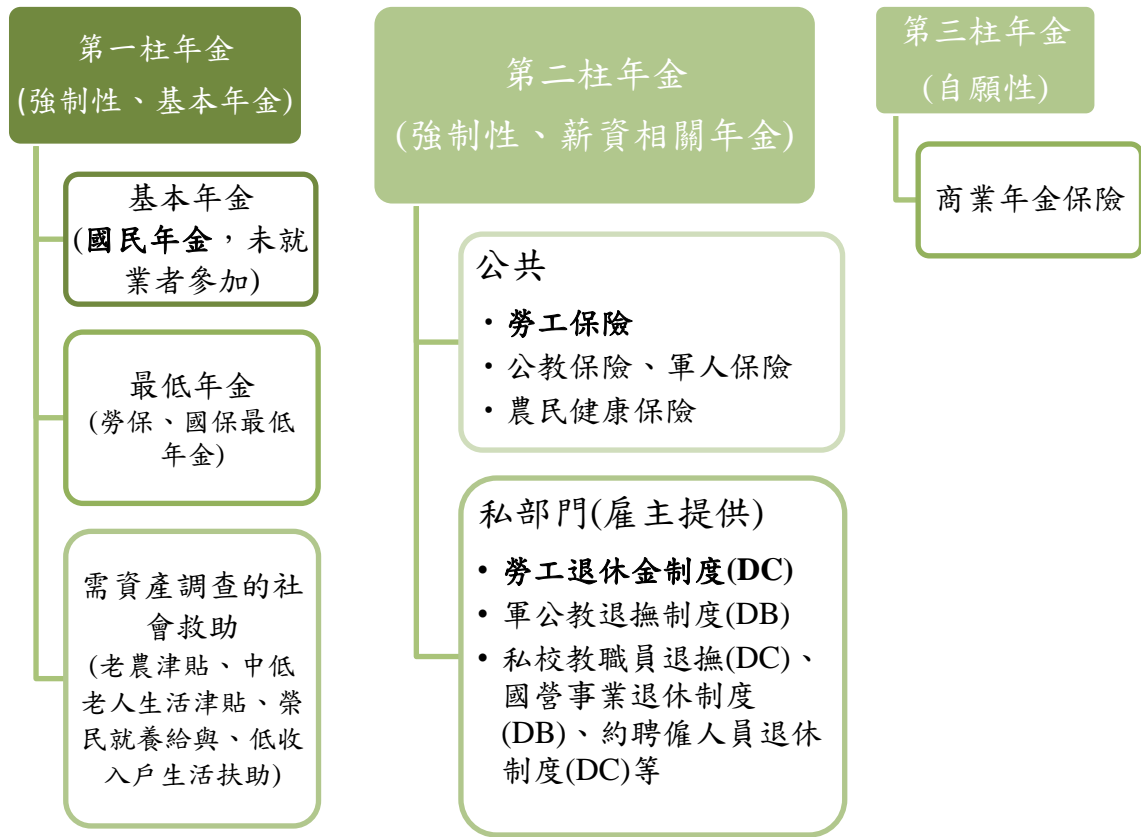 第一柱年金
(強制性、基本年金)
基本年金
(國民年金，未就
業者參加)
最低年金
(勞保、國保最低
年金)
需資產調查的社
會救助
(老農津貼、中低
老人生活津貼、榮
民就養給與、低收
入戶生活扶助)
第二柱年金
(強制性、薪資相關年金)
公共
・勞工保險
・公教保險、軍人保險
・農民健康保險
私部門(雇主提供)
• 勞工退休金制度(DC)
• 軍公教退撫制度(DB)
• 私校教職員退撫(DC)、
國營事業退休制度
(DB)、約聘僱人員退休
制度(DC)等
第三柱年金
(自願性)
商業年金保險